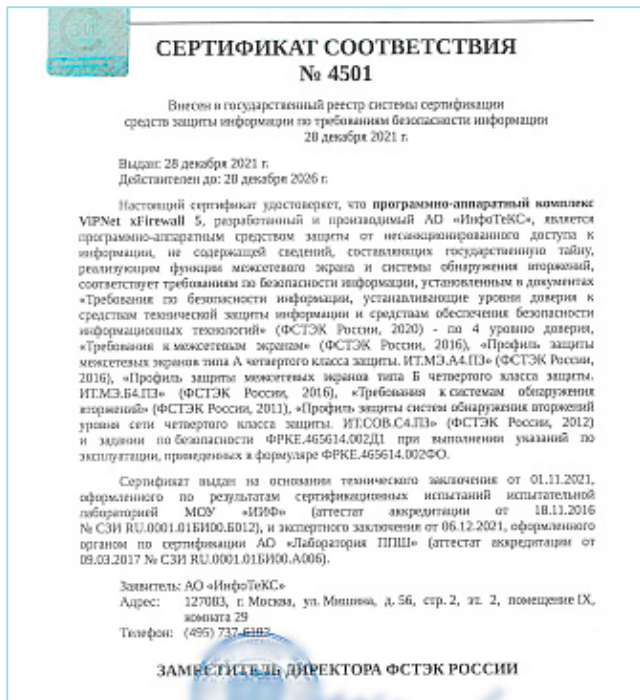 СЕРТИФИКАТ СООТВЕТСТВИЯ
№ 4501
Внесен в государственный реестр системы сертификации
средств защиты информации по требованиям безопасности информации
28 декабря 2021 г.
Выдан: 28 декабря 2021 г.
Действителен до: 28 декабря 2026 г.
Настоящий сертификат удостоверяет, что программно-аппаратный комплекс
ViPNet xFirewall 5, разработанный и производимый АО «ИнфоТеКС», является
программно-аппаратным средством защиты от несанкционированного доступа к
информации, не содержащей сведений, составляющих государственную тайну,
реализующим функции межсетевого экрана и системы обнаружения вторжений,
соответствует требованиям по безопасности информации, установленным в документах
«Требования по безопасности информации, устанавливающие уровни доверия к
средствам технической защиты информации и средствам обеспечения безопасности
информационных технологий» (ФСТЭК России, 2020) - по 4 уровню доверия,
«Требования к межсетевым экранам» (ФСТЭК России, 2016), «Профиль защиты
межсетевых экранов типа А четвертого класса защиты. ИТ.МЭ.А4.ПЗ» (ФСТЭК России,
2016), «Профиль защиты межсетевых экранов типа Б четвертого класса защиты.
ИТ.МЭ.Б4.ПЗ» (ФСТЭК России, 2016), «Требования к системам обнаружения
вторжений» (ФСТЭК России, 2011), «Профиль защиты систем обнаружения вторжений
уровня сети четвертого класса защиты. ИТ.СОВ.С4.ПЗ» (ФСТЭК России, 2012)
и задании по безопасности ФРКЕ.465614.002Д1 при выполнении указаний по
эксплуатации, приведенных в формуляре ФРКЕ.465614.002ФО.
Сертификат выдан на основании технического заключения от 01.11.2021,
оформленного по результатам сертификационных испытаний испытательной
лабораторией МОУ «ИИФ» (аттестат аккредитации от 18.11.2016
№ СЗИ RU.0001.01БИ00.Б012), и экспертного заключения от 06.12.2021, оформленного
органом по сертификации АО «Лаборатория ППШ» (аттестат аккредитации от
09.03.2017 № СЗИ RU.0001.01БИ00.А006).
Заявитель: АО «ИнфоТеКС»
Адрес: 127083, г. Москва, ул. Мишина, д. 56, стр. 2, эт. 2, помещение IX,
комната 29
Телефон: (495) 737-6192
ЗАМЕСТИТЕЛЬ ДИРЕКТОРА ФСТЭК РОССИИ